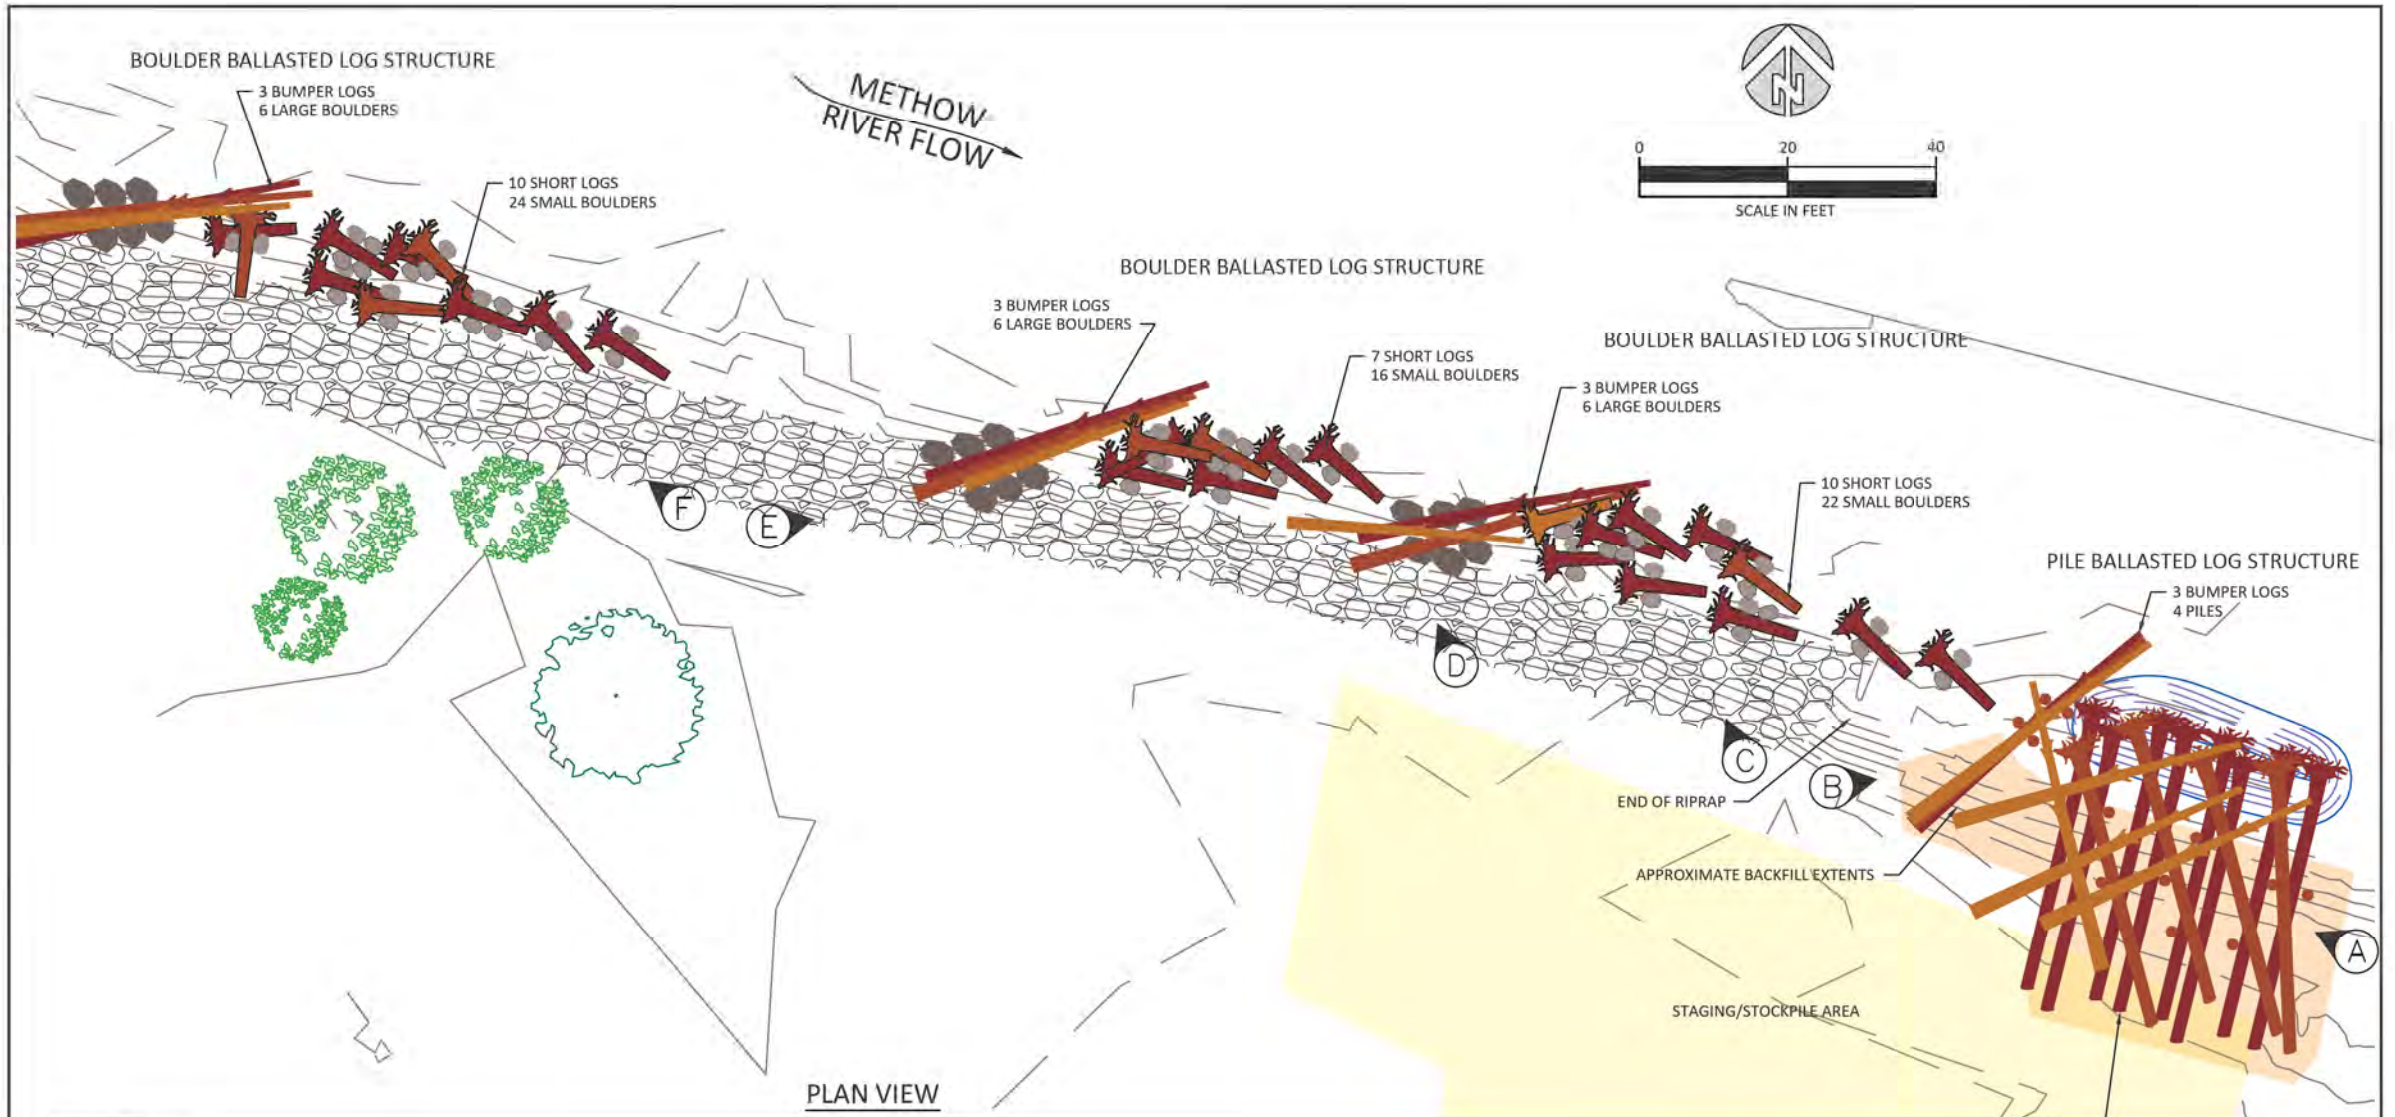 BOULDER BALLASTED LOG STRUCTURE
3 BUMPER LOGS
6 LARGE BOULDERS
10 SHORT LOGS
24 SMALL BOULDERS
METHOW
RIVER FLOW
N
0 20 40
SCALE IN FEET
BOULDER BALLASTED LOG STRUCTURE
3 BUMPER LOGS
6 LARGE BOULDERS
7 SHORT LOGS
16 SMALL BOULDERS
BOULDER BALLASTED LOG STRUCTURE
3 BUMPER LOGS
6 LARGE BOULDERS
10 SHORT LOGS
22 SMALL BOULDERS
PILE BALLASTED LOG STRUCTURE
3 BUMPER LOGS
4 PILES
F
E
D
C
B
A
END OF RIPRAP
APPROXIMATE BACKFILL EXTENTS
STAGING/STOCKPILE AREA
PLAN VIEW